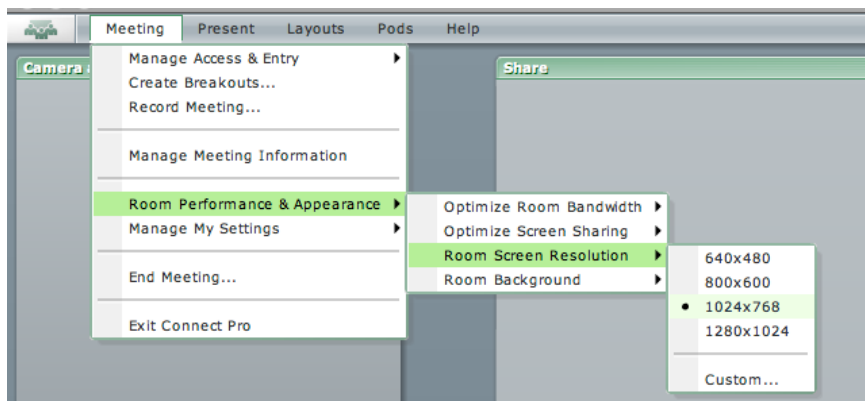 Meeting Present Layouts Pods Help
Camera
Share
Manage Access & Entry
Create Breakouts...
Record Meeting...
Manage Meeting Information
Room Performance & Appearance
Manage My Settings
End Meeting...
Exit Connect Pro
Optimize Room Bandwidth
Optimize Screen Sharing
Room Screen Resolution
Room Background
640x480
800x600
1024x768
1280x1024
Custom...